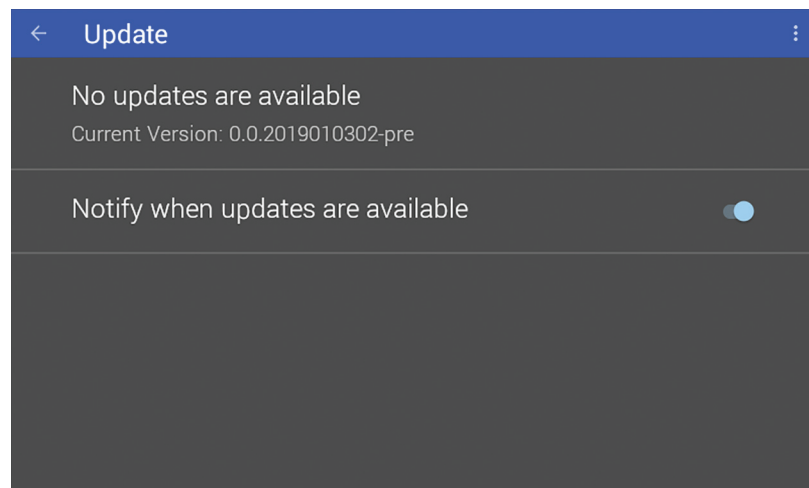 Update
No updates are available
Current Version: 0.0.2019010302-pre
Notify when updates are available